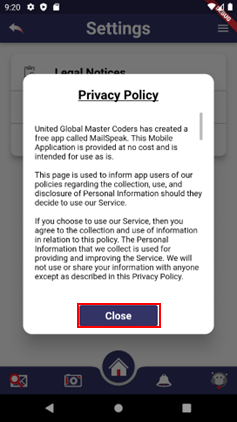 9:20
Settings
Legal Notices
Privacy Policy
United Global Master Coders has created a
free app called MailSpeak. This Mobile
Application is provided at no cost and is
intended for use as is.
This page is used to inform app users of our
policies regarding the collection, use, and
disclosure of Personal Information should they
decide to use our Service.
If you choose to use our Service, then you
agree to the collection and use of information
in relation to this policy. The Personal
Information that we collect is used for
providing and improving the Service. We will
not use or share your information with anyone
except as described in this Privacy Policy.
Close